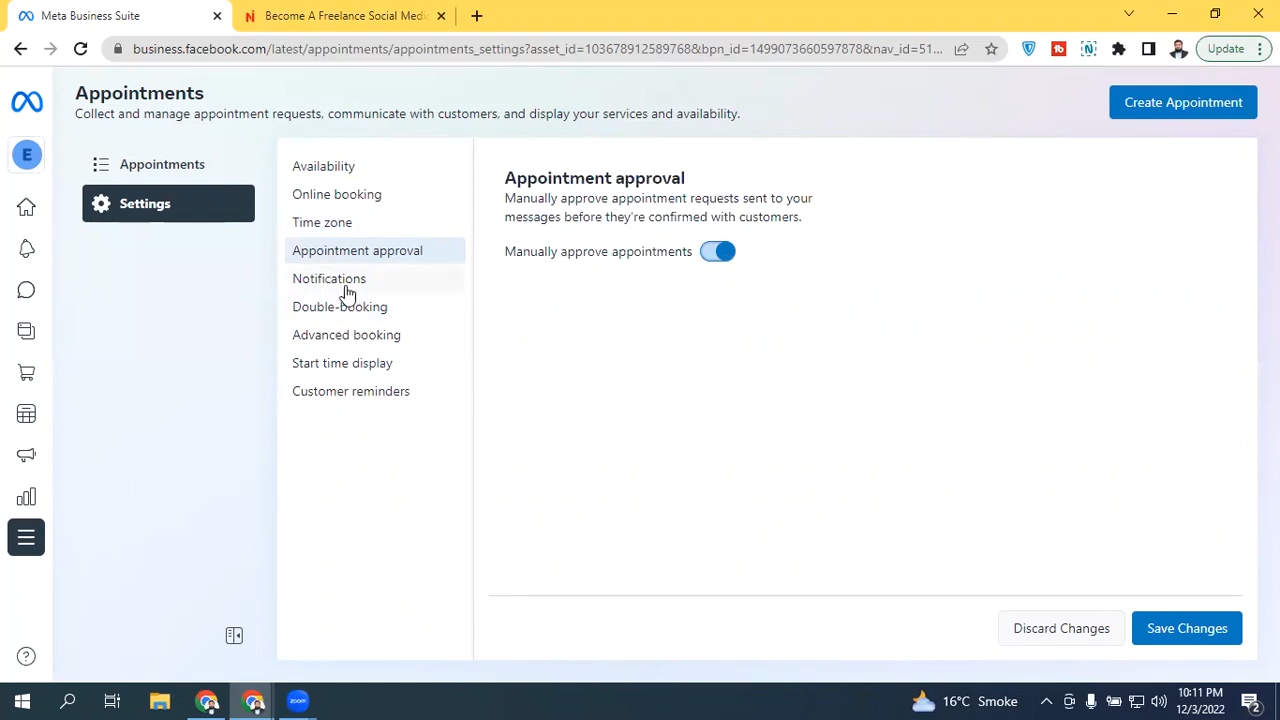 Meta Business Suite
Become A Freelance Social Media
business.facebook.com/latest/appointments/appointments_settings?asset_id=103678912589768&bpn_id=1499073660597878&nav_id=51...
Update
Appointments
Collect and manage appointment requests, communicate with customers, and display your services and availability.
Create Appointment
E
Appointments
Settings
Availability
Online booking
Time zone
Appointment approval
Notifications
Double-booking
Advanced booking
Start time display
Customer reminders
Appointment approval
Manually approve appointment requests sent to your
messages before they're confirmed with customers.
Manually approve appointments
Discard Changes
Save Changes
zoom
16°C Smoke
10:11 PM
12/3/2022
2